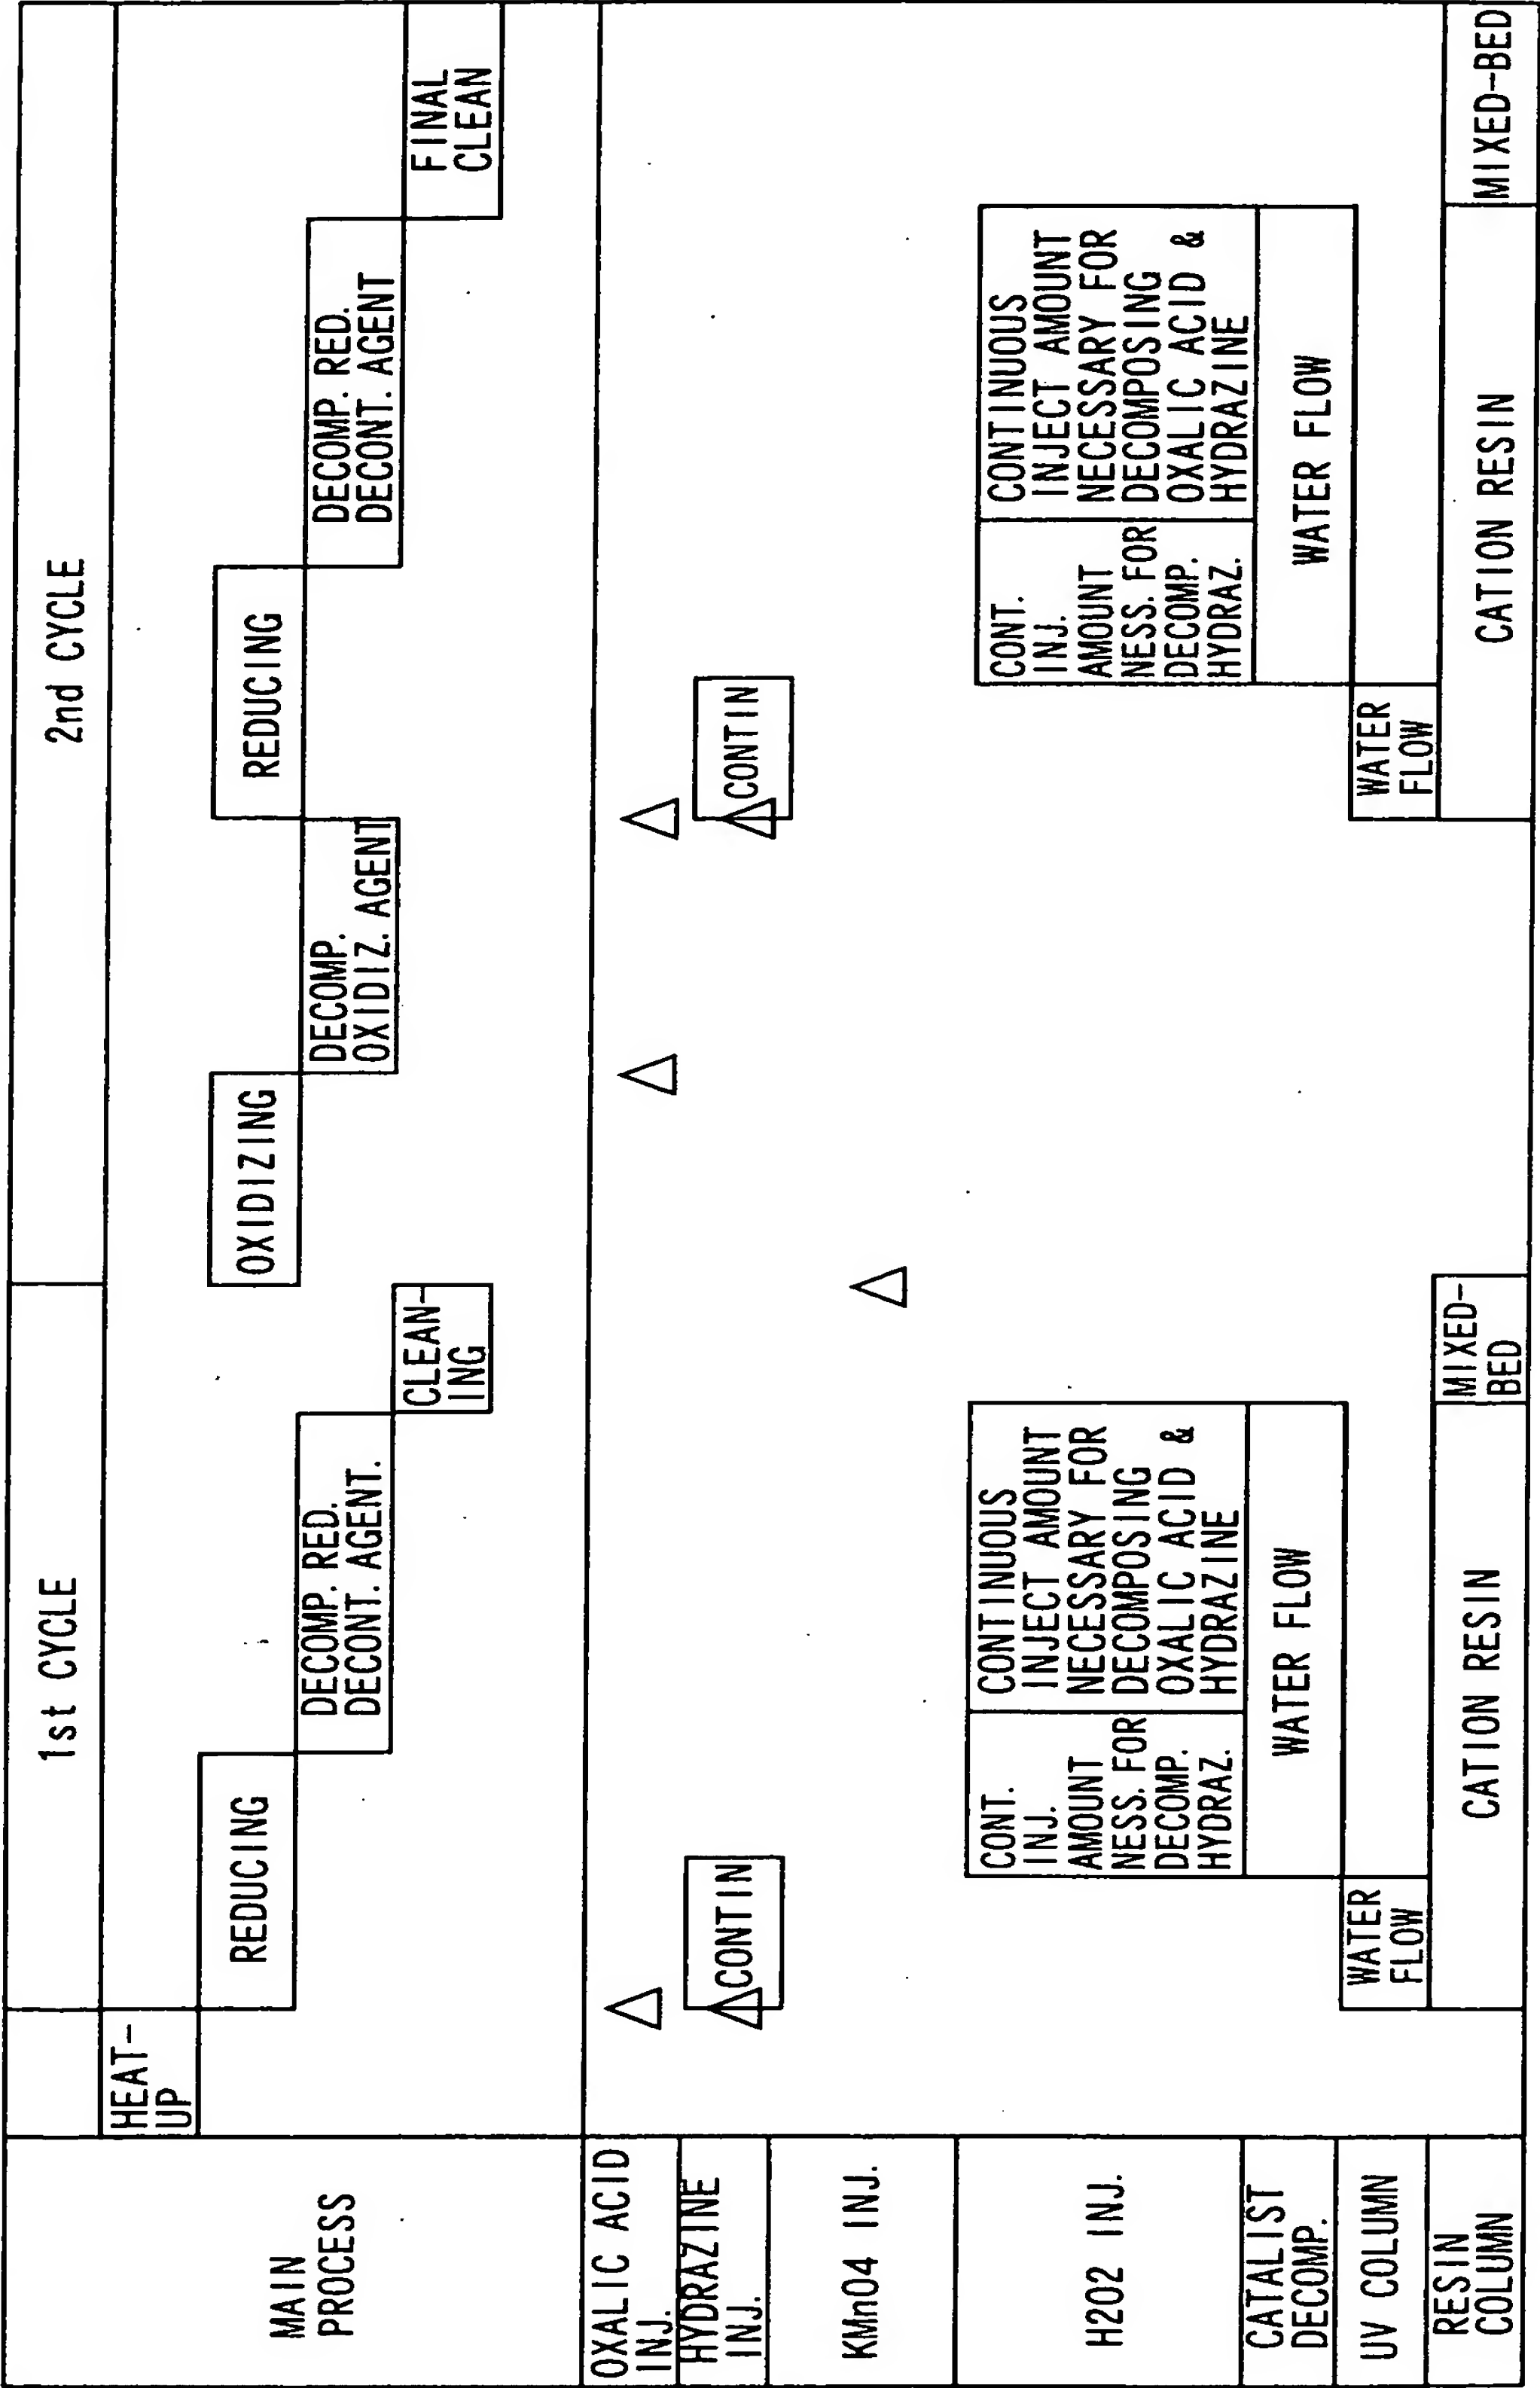 1st CYCLE
2nd CYCLE
MAIN
PROCESS
HEAT-
UP
REDUCING
DECOMP. RED.
DECONT. AGENT.
CLEAN-
ING
OXIDIZING
DECOMP.
OXIDIZ. AGENT
REDUCING
DECOMP. RED.
DECONT. AGENT
FINAL
CLEAN
OXALIC ACID
INJ.
HYDRAZINE
INJ.
CONTIN
CONTIN
KMnO4 INJ.
H2O2 INJ.
CONT.
INJ.
AMOUNT
NESS. FOR
DECOMP.
HYDRAZ.
CONTINUOUS
INJECT AMOUNT
NECESSARY FOR
DECOMPOSING
OXALIC ACID &
HYDRAZINE
CONT.
INJ.
AMOUNT
NESS. FOR
DECOMP.
HYDRAZ.
CONTINUOUS
INJECT AMOUNT
NECESSARY FOR
DECOMPOSING
OXALIC ACID &
HYDRAZINE
CATALIST
DECOMP.
WATER FLOW
WATER FLOW
UV COLUMN
WATER
FLOW
WATER
FLOW
RESIN
COLUMN
CATION RESIN
MIXED-
BED
CATION RESIN
MIXED-BED